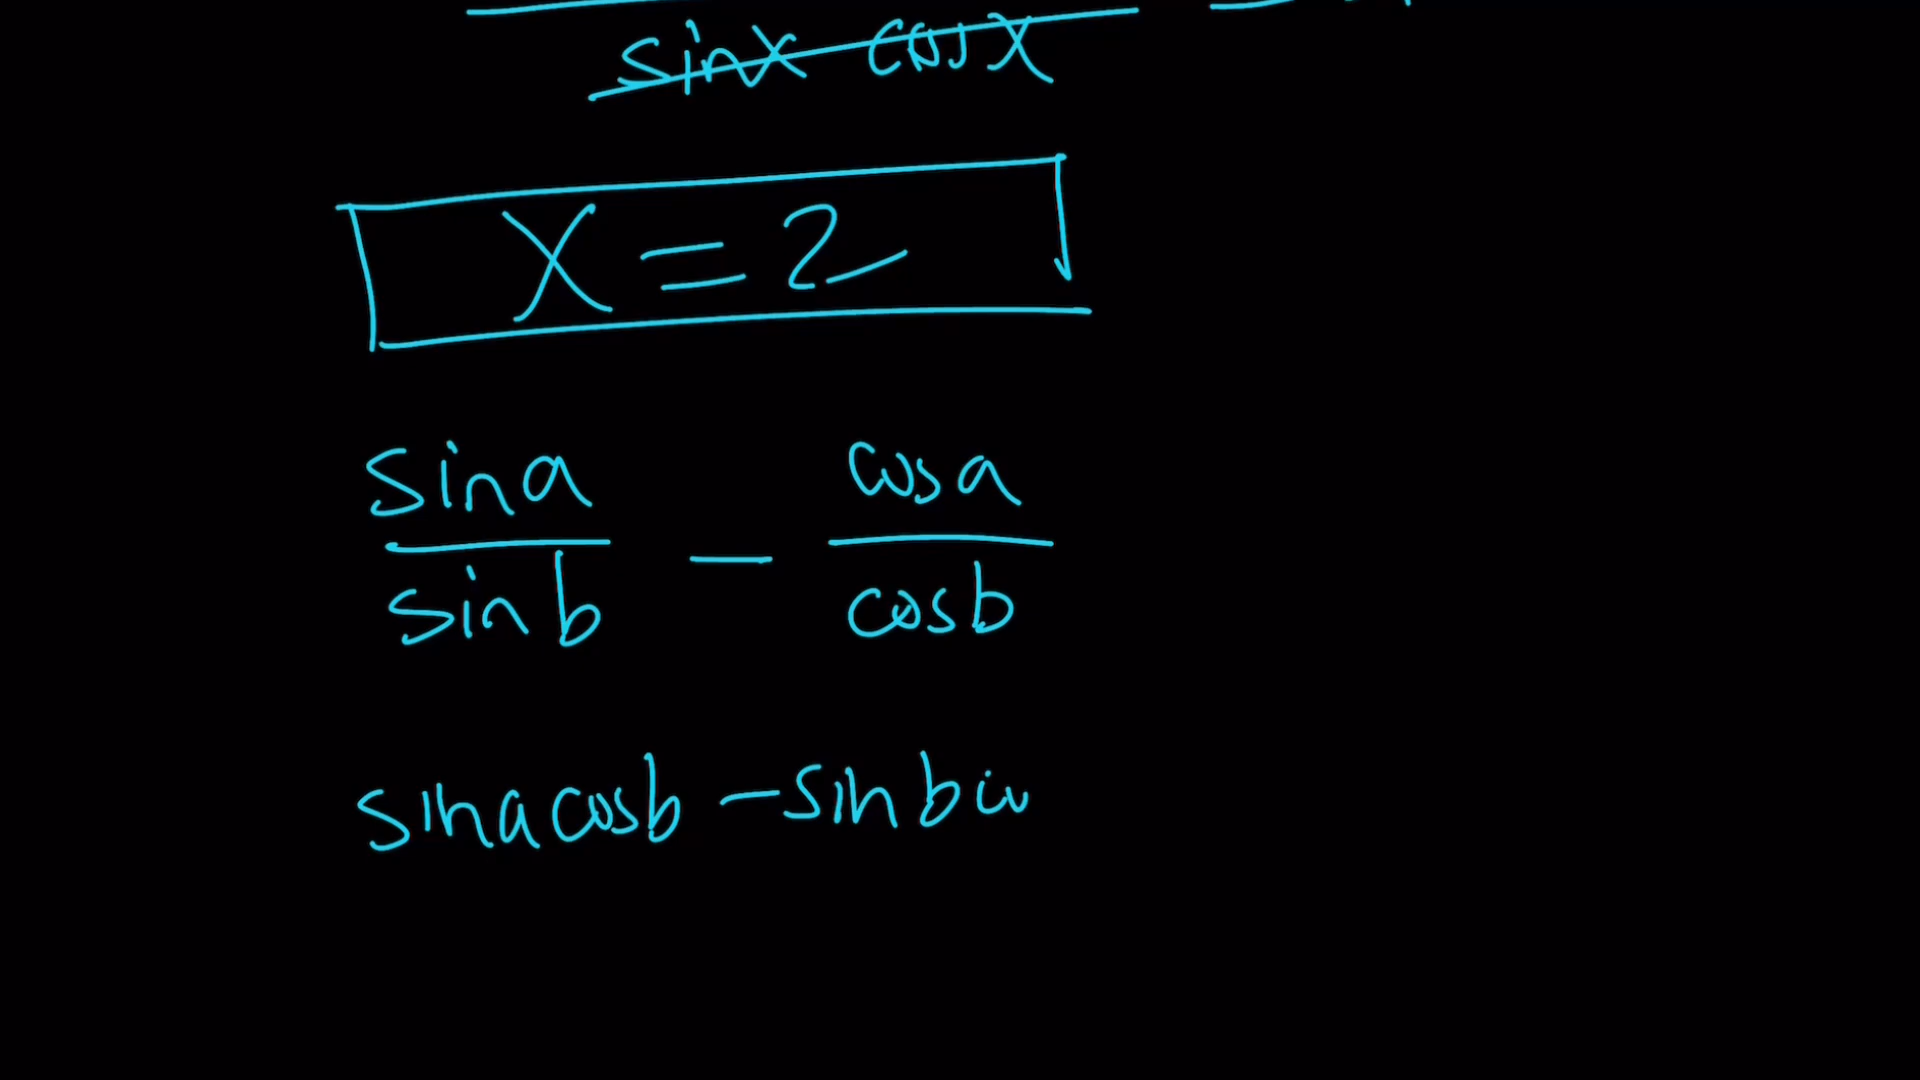 sinx cosx
X = 2
sina/sinb - cosa/cosb
sinacosb - sinb